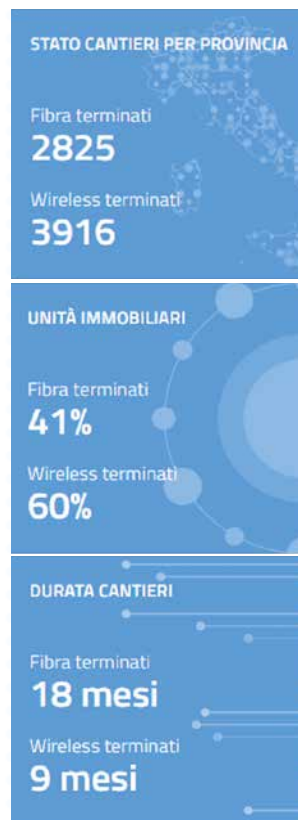 STATO CANTIERI PER PROVINCIA
Fibra terminati
2825
Wireless terminati
3916
UNITÀ IMMOBILIARI
Fibra terminati
41%
Wireless terminati
60%
DURATA CANTIERI
Fibra terminati
18 mesi
Wireless terminati
9 mesi